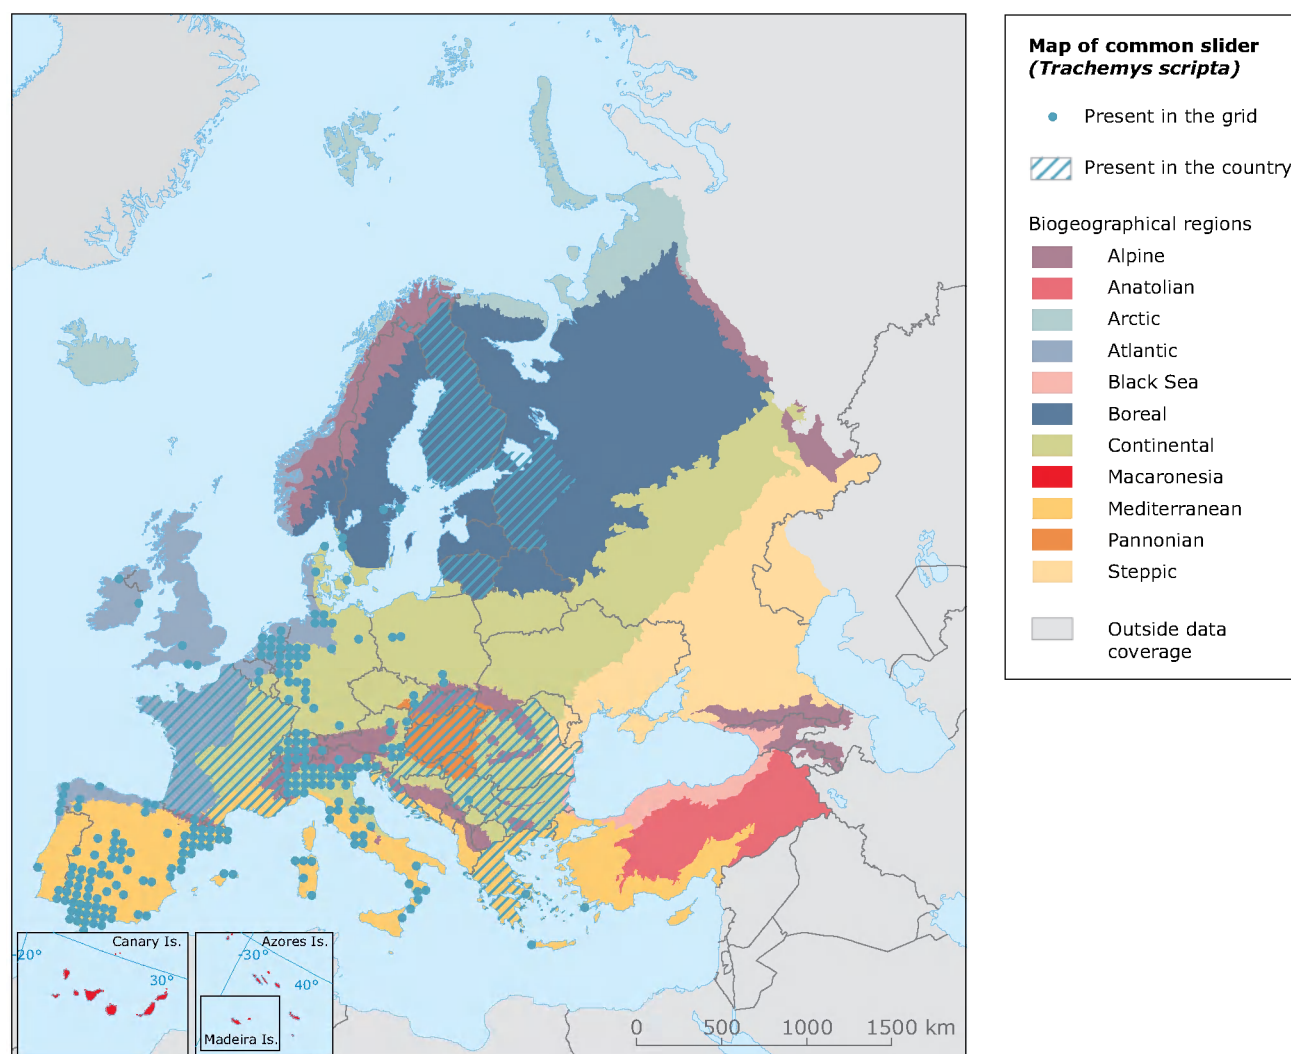 Map of common slider
(Trachemys scripta)
Present in the grid
Present in the country
Biogeographical regions
Alpine
Anatolian
Arctic
Atlantic
Black Sea
Boreal
Continental
Macaronesia
Mediterranean
Pannonian
Steppic
Outside data
coverage
Canary Is.
-20°
30°
Azores Is.
-30°
40°
Madeira Is.
0 500 1000 1500 km